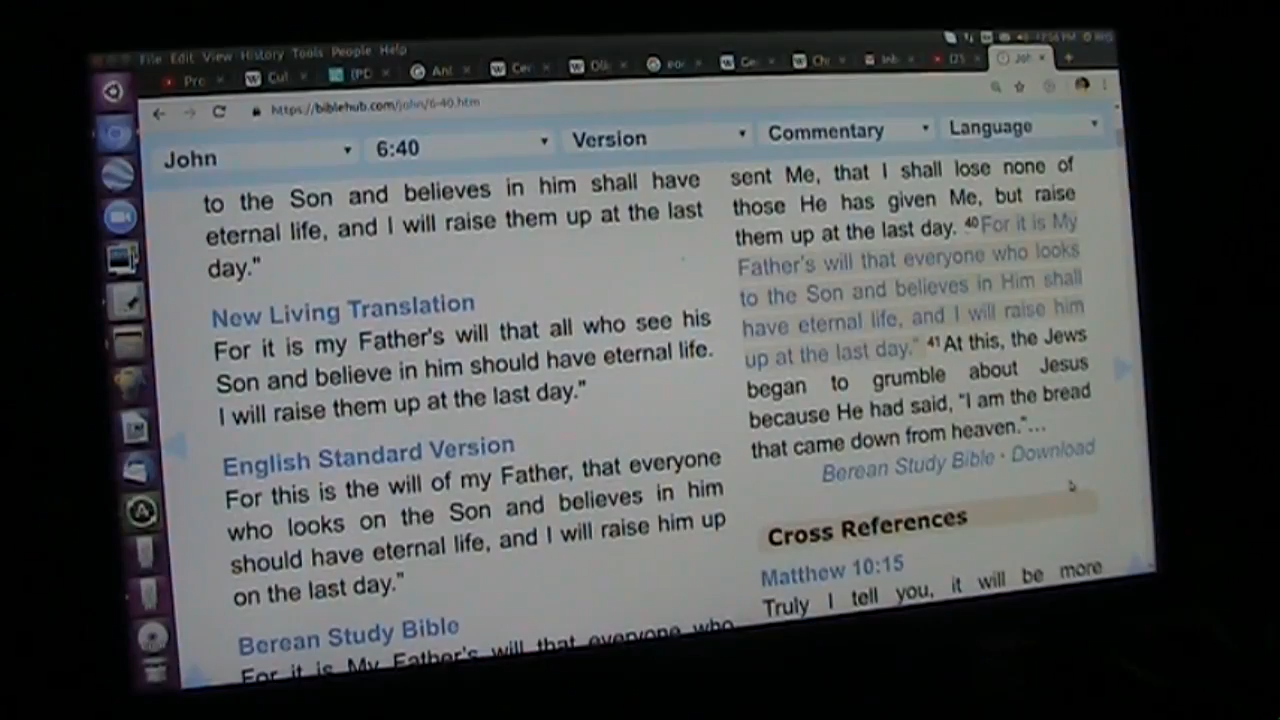 File Edit View History Tools People Help
https://biblehub.com/john/6-40.htm
John 6:40 Version Commentary Language
to the Son and believes in him shall have
eternal life, and I will raise them up at the last
day."
New Living Translation
For it is my Father's will that all who see his
Son and believe in him should have eternal life.
I will raise them up at the last day."
English Standard Version
For this is the will of my Father, that everyone
who looks on the Son and believes in him
should have eternal life, and I will raise him up
on the last day."
Berean Study Bible
For it is My Father's will that everyone who
sent Me, that I shall lose none of
those He has given Me, but raise
them up at the last day. 40 For it is My
Father's will that everyone who looks
to the Son and believes in Him shall
have eternal life, and I will raise him
up at the last day." 41 At this, the Jews
began to grumble about Jesus
because He had said, "I am the bread
that came down from heaven."...
Berean Study Bible · Download
Cross References
Matthew 10:15
Truly I tell you, it will be more